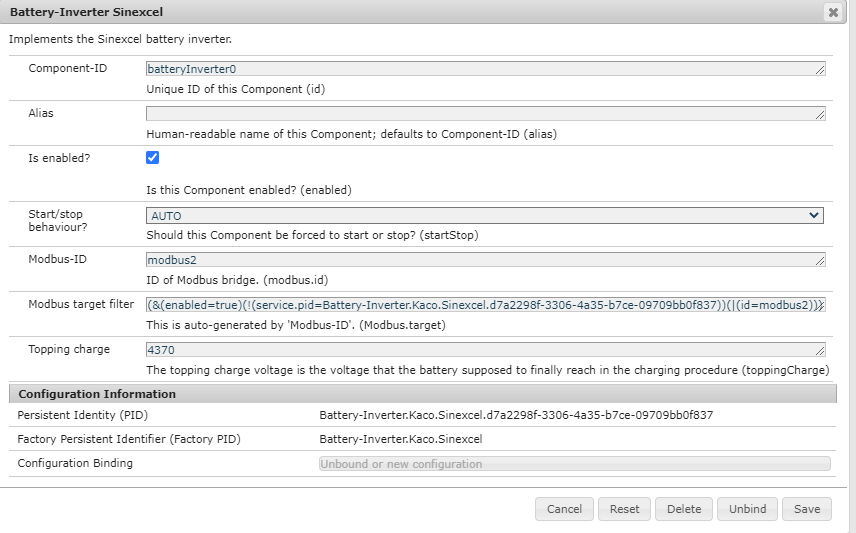 Battery-Inverter Sinexcel
Implements the Sinexcel battery inverter.
Component-ID
batteryInverter0
Unique ID of this Component (id)
Alias
Human-readable name of this Component; defaults to Component-ID (alias)
Is enabled?
Is this Component enabled? (enabled)
Start/stop
behaviour?
AUTO
Should this Component be forced to start or stop? (startStop)
Modbus-ID
modbus2
ID of Modbus bridge. (modbus.id)
Modbus target filter
(&(enabled=true)(!(service.pid=Battery-Inverter.Kaco.Sinexcel.d7a2298f-3306-4a35-b7ce-09709bb0f837))(|(id=modbus2)))
This is auto-generated by 'Modbus-ID'. (Modbus.target)
Topping charge
4370
The topping charge voltage is the voltage that the battery supposed to finally reach in the charging procedure (toppingCharge)
Configuration Information
Persistent Identity (PID)
Battery-Inverter.Kaco.Sinexcel.d7a2298f-3306-4a35-b7ce-09709bb0f837
Factory Persistent Identifier (Factory PID)
Battery-Inverter.Kaco.Sinexcel
Configuration Binding
Unbound or new configuration
Cancel
Reset
Delete
Unbind
Save